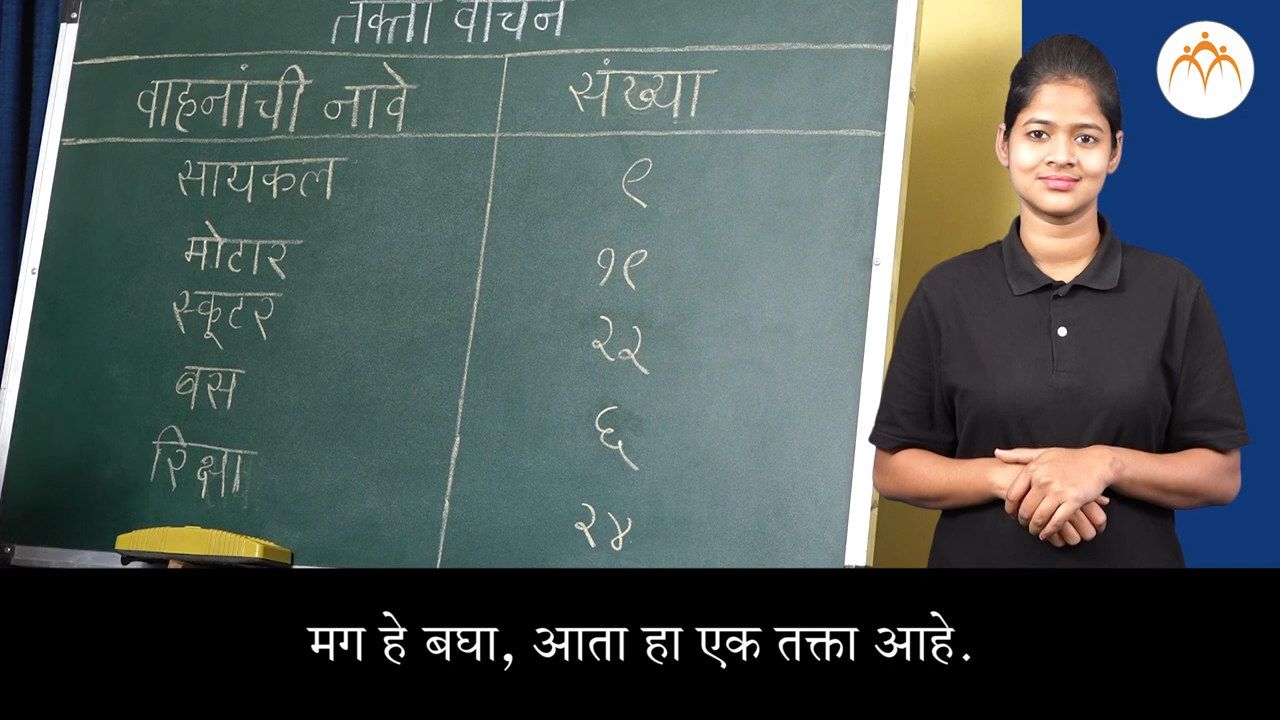 तक्ता वाचन
वाहनांची नावे संख्या
सायकल ९
मोटार १९
स्कूटर २२
बस ६
रिक्षा २४
मग हे बघा, आता हा एक तक्ता आहे.